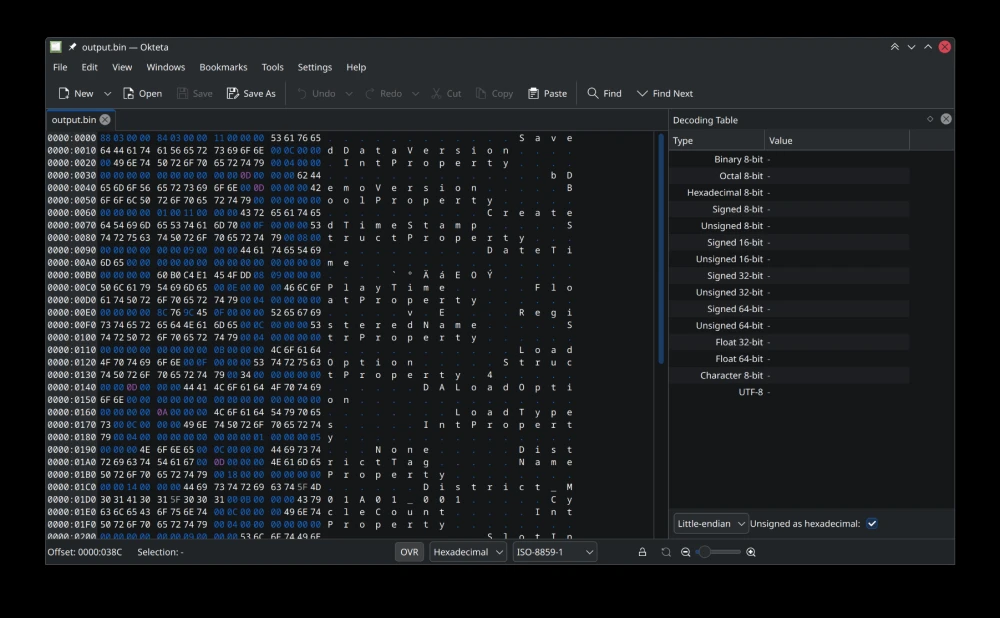 output.bin — Okteta
File Edit View Windows Bookmarks Tools Settings Help
New Open Save Save As Undo Redo Cut Copy Paste Find Find Next
output.bin
Decoding Table
Type Value
0000:0000 88 03 00 00 84 03 00 00 11 00 00 00 53 61 76 65 . . . . . . . . . . . . S a v e
0000:0010 64 44 61 74 61 56 65 72 73 69 6F 6E 00 0C 00 00 d D a t a V e r s i o n . . . .
0000:0020 00 49 6E 74 50 72 6F 70 65 72 74 79 00 04 00 00 . I n t P r o p e r t y . . . .
0000:0030 00 00 00 00 00 00 00 00 00 0D 00 00 00 62 44 . . . b D
0000:0040 65 6D 6F 56 65 72 73 69 6F 6E 00 0D 00 00 00 42 e m o V e r s i o n . . . . . B
0000:0050 6F 6F 6C 50 72 6F 70 65 72 74 79 00 00 00 00 00 o o l P r o p e r t y . . . . .
0000:0060 00 00 00 00 01 00 11 00 00 00 43 72 65 61 74 65 . . . . . . . . . . C r e a t e
0000:0070 64 54 69 6D 65 53 74 61 6D 70 00 0F 00 00 00 53 d T i m e S t a m p . . . . . S
0000:0080 74 72 75 63 74 50 72 6F 70 65 72 74 79 00 08 00 t r u c t P r o p e r t y . . .
0000:0090 00 00 00 00 00 00 09 00 00 00 44 61 74 65 54 69 . . . . . . . . . . D a t e T i
0000:00A0 6D 65 00 00 00 00 00 00 00 00 00 00 00 00 00 00 m e . . . . . . . . . . . . . .
0000:00B0 00 00 00 00 60 B0 C4 E1 45 4F DD 08 09 00 00 00 . . . . ` ° Ä á E O Ý . . . . .
0000:00C0 50 6C 61 79 54 69 6D 65 00 0E 00 00 00 46 6C 6F P l a y T i m e . . . . . F l o
0000:00D0 61 74 50 72 6F 70 65 72 74 79 00 04 00 00 00 00 a t P r o p e r t y . . . . . .
0000:00E0 00 00 00 00 8C 76 9C 45 0F 00 00 00 52 65 67 69 . . . . . v . E . . . . R e g i
0000:00F0 73 74 65 72 65 64 4E 61 6D 65 00 0C 00 00 00 53 s t e r e d N a m e . . . . . S
0000:0100 74 72 50 72 6F 70 65 72 74 79 00 04 00 00 00 00 t r P r o p e r t y . . . . . .
0000:0110 00 00 00 00 00 00 00 00 0B 00 00 00 4C 6F 61 64 . . . . . . . . . . . . L o a d
0000:0120 4F 70 74 69 6F 6E 00 0F 00 00 00 53 74 72 75 63 O p t i o n . . . . . S t r u c
0000:0130 74 50 72 6F 70 65 72 74 79 00 34 00 00 00 00 00 t P r o p e r t y . 4 . . . . .
0000:0140 00 00 0D 00 00 00 44 41 4C 6F 61 64 4F 70 74 69 . . . . . . D A L o a d O p t i
0000:0150 6F 6E 00 00 00 00 00 00 00 00 00 00 00 00 00 00 o n . . . . . . . . . . . . . .
0000:0160 00 00 00 00 0A 00 00 00 4C 6F 61 64 54 79 70 65 . . . . . . . . L o a d T y p e
0000:0170 73 00 0C 00 00 00 49 6E 74 50 72 6F 70 65 72 74 s . . . . . I n t P r o p e r t
0000:0180 79 00 04 00 00 00 00 00 00 00 00 01 00 00 00 05 y . . . . . . . . . . . . . . .
0000:0190 00 00 00 4E 6F 6E 65 00 0C 00 00 00 44 69 73 74 . . . N o n e . . . . . D i s t
0000:01A0 72 69 63 74 54 61 67 00 0D 00 00 00 4E 61 6D 65 r i c t T a g . . . . . N a m e
0000:01B0 50 72 6F 70 65 72 74 79 00 18 00 00 00 00 00 00 P r o p e r t y . . . . . . . .
0000:01C0 00 00 14 00 00 00 44 69 73 74 72 69 63 74 5F 4D . . . . . . D i s t r i c t _ M
0000:01D0 30 31 41 30 31 5F 30 30 31 00 0B 00 00 00 43 79 0 1 A 0 1 _ 0 0 1 . . . . . C y
0000:01E0 63 6C 65 43 6F 75 6E 74 00 0C 00 00 00 49 6E 74 c l e C o u n t . . . . . I n t
0000:01F0 50 72 6F 70 65 72 74 79 00 04 00 00 00 00 00 00 P r o p e r t y . . . . . . . .
0000:0200 00 00 00 00 00 00 09 00 00 00 53 6C 6F 74 49 6E . . . . . . . . . . S l o t I n
Binary 8-bit -
Octal 8-bit -
Hexadecimal 8-bit -
Signed 8-bit -
Unsigned 8-bit -
Signed 16-bit -
Unsigned 16-bit -
Signed 32-bit -
Unsigned 32-bit -
Signed 64-bit -
Unsigned 64-bit -
Float 32-bit -
Float 64-bit -
Character 8-bit -
UTF-8 -
Little-endian Unsigned as hexadecimal:
Offset: 0000:038C Selection: - OVR Hexadecimal ISO-8859-1